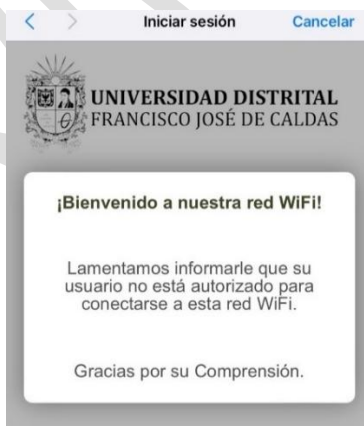 Iniciar sesión Cancelar
UNIVERSIDAD DISTRITAL
FRANCISCO JOSÉ DE CALDAS
¡Bienvenido a nuestra red WiFi!
Lamentamos informarle que su
usuario no está autorizado para
conectarse a esta red WiFi.
Gracias por su Comprensión.